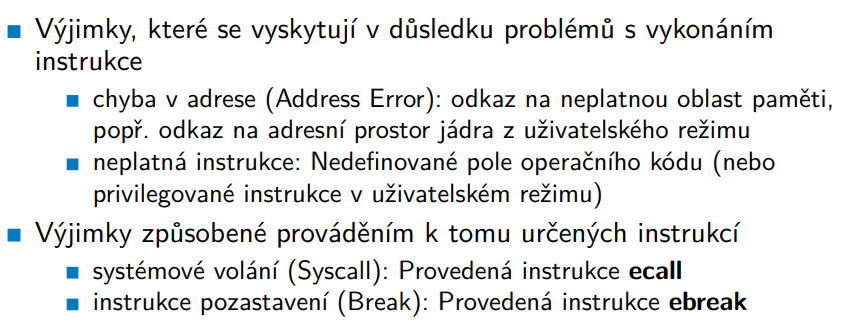 Výjimky, které se vyskytují v důsledku problémů s vykonáním
instrukce
chyba v adrese (Address Error): odkaz na neplatnou oblast paměti,
popř. odkaz na adresní prostor jádra z uživatelského režimu
neplatná instrukce: Nedefinované pole operačního kódu (nebo
privilegované instrukce v uživatelském režimu)
Výjimky způsobené prováděním k tomu určených instrukcí
systémové volání (Syscall): Provedená instrukce ecall
instrukce pozastavení (Break): Provedená instrukce ebreak